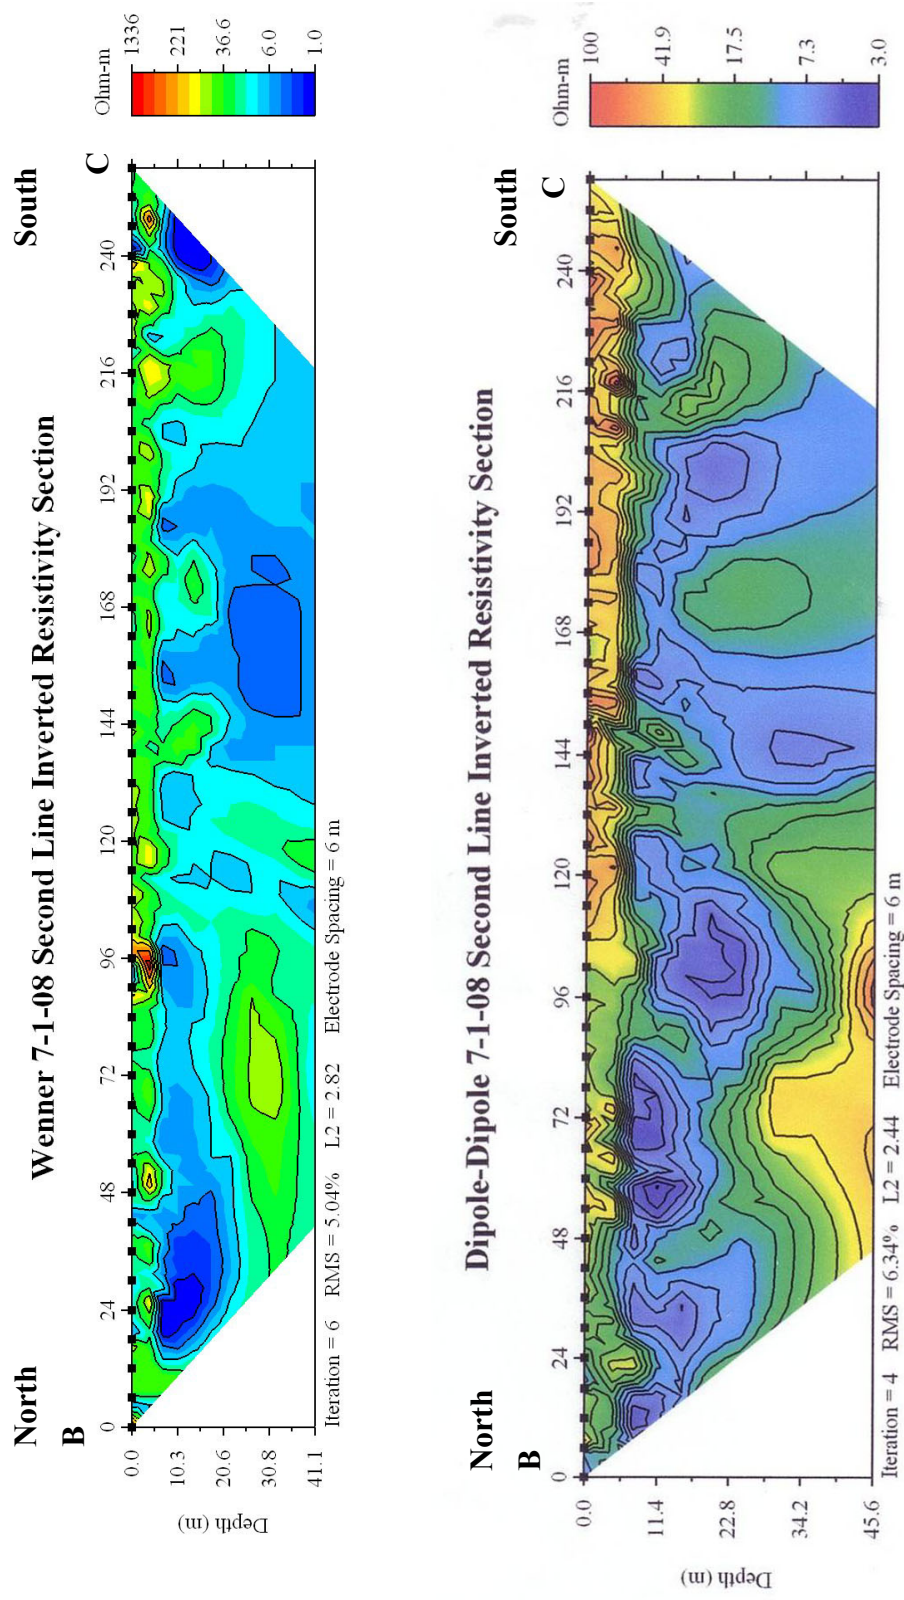 Wenner 7-1-08 Second Line Inverted Resistivity Section
North
South
B
C
0 24 48 72 96 120 144 168 192 216 240
Depth (m)
0.0
10.3
20.6
30.8
41.1
Ohm-m
1336
221
36.6
6.0
1.0
Iteration = 6 RMS = 5.04% L2 = 2.82 Electrode Spacing = 6 m
Dipole-Dipole 7-1-08 Second Line Inverted Resistivity Section
North
South
B
C
0 24 48 72 96 120 144 168 192 216 240
Depth (m)
0.0
11.4
22.8
34.2
45.6
Ohm-m
100
41.9
17.5
7.3
3.0
Iteration = 4 RMS = 6.34% L2 = 2.44 Electrode Spacing = 6 m